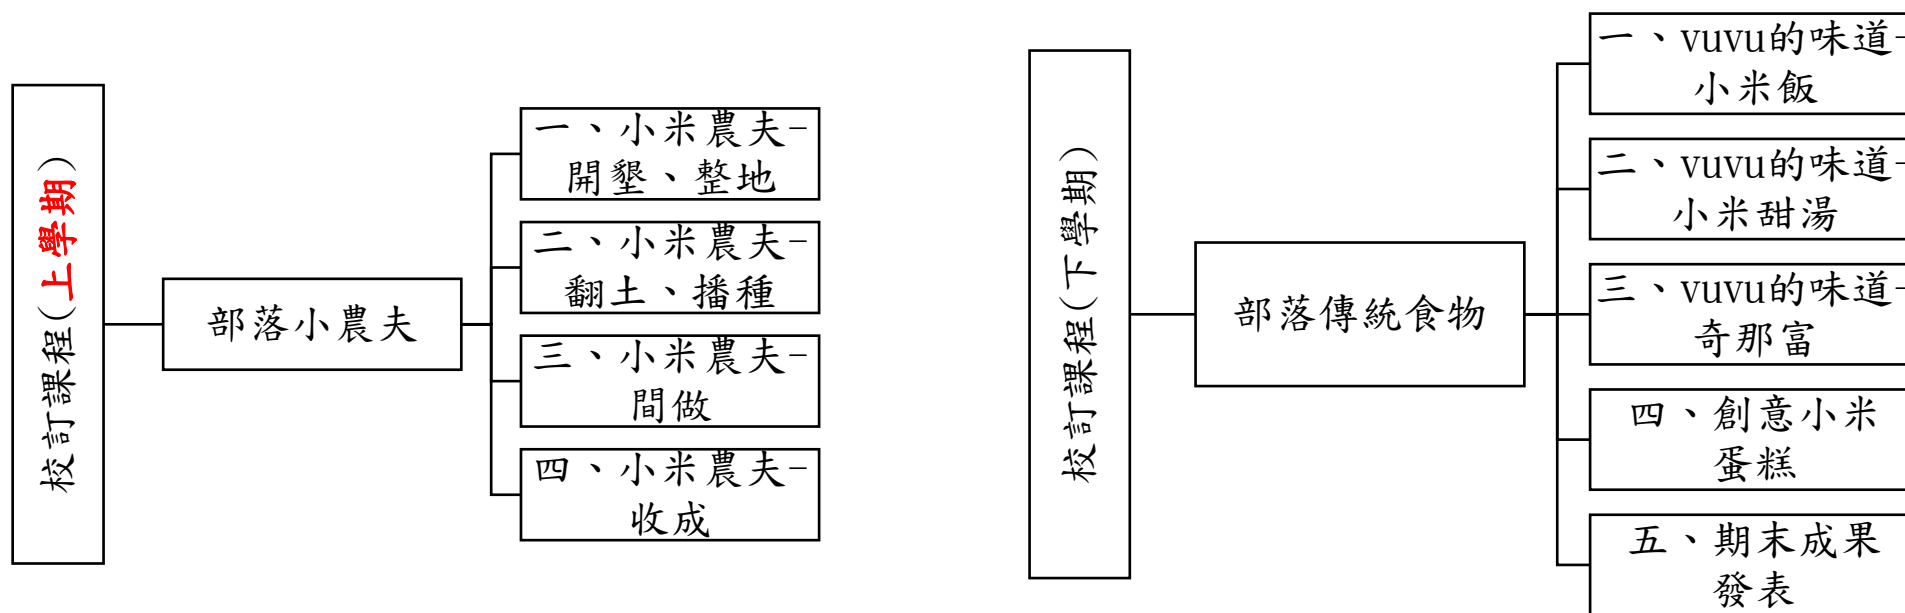 校訂課程(上學期)
部落小農夫
一、小米農夫-
開墾、整地
二、小米農夫-
翻土、播種
三、小米農夫-
間做
四、小米農夫-
收成
校訂課程(下學期)
部落傳統食物
一、vuvu的味道-
小米飯
二、vuvu的味道-
小米甜湯
三、vuvu的味道-
奇那富
四、創意小米
蛋糕
五、期末成果
發表